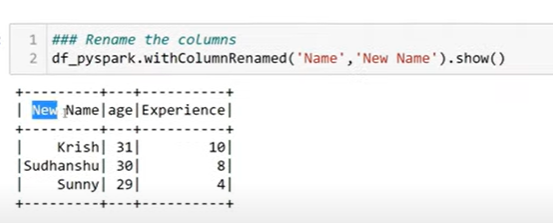 1 ### Rename the columns
2 df_pyspark.withColumnRenamed('Name','New Name').show()
+---------+---+----------+
| New Name|age|Experience|
+---------+---+----------+
|    Krish| 31|        10|
|Sudhanshu| 30|         8|
|    Sunny| 29|         4|
+---------+---+----------+